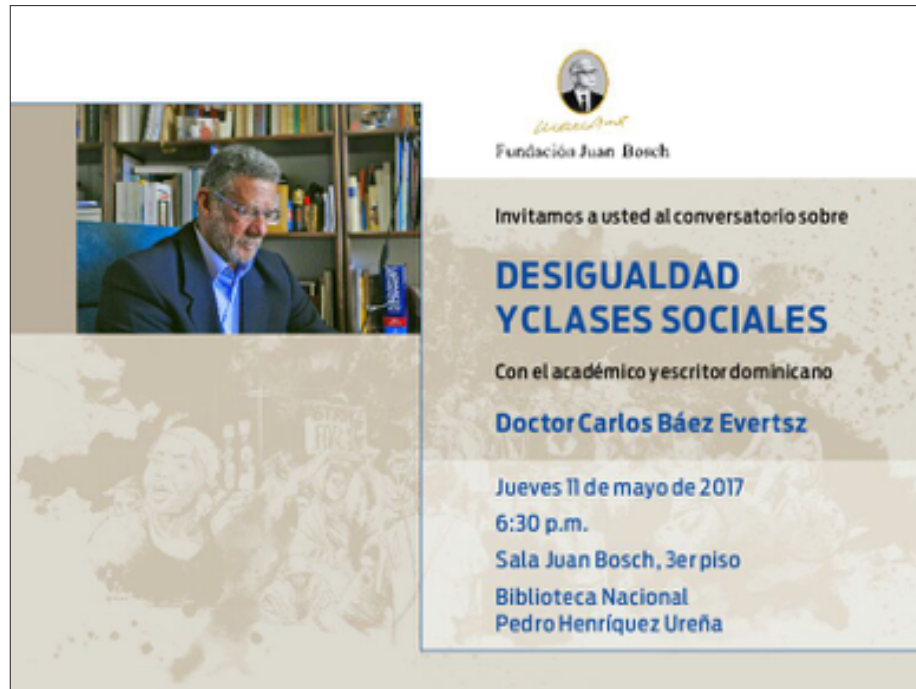 Fundación Juan Bosch
Invitamos a usted al conversatorio sobre
DESIGUALDAD
YCLASES SOCIALES
Con el académico y escritor dominicano
Doctor Carlos Báez Evertsz
Jueves 11 de mayo de 2017
6:30 p.m.
Sala Juan Bosch, 3er piso
Biblioteca Nacional
Pedro Henríquez Ureña